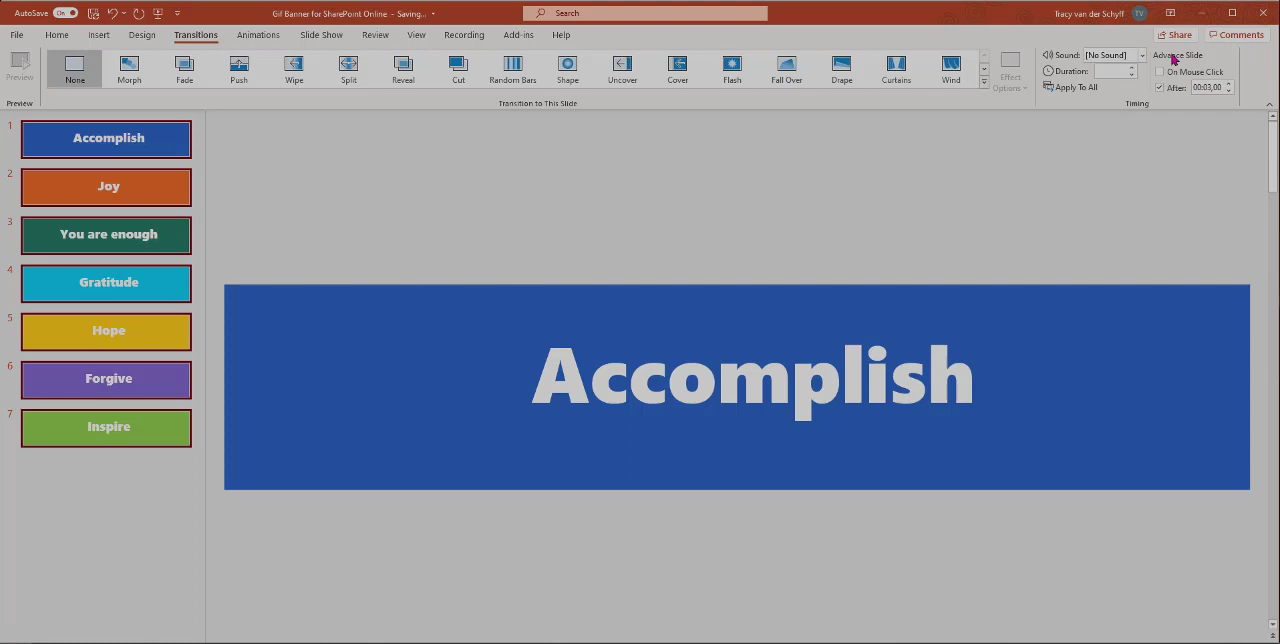 AutoSave On Gif Banner for SharePoint Online - Saving... Search Tracy van der Schyff TV
File Home Insert Design Transitions Animations Slide Show Review View Recording Add-ins Help Share Comments
Preview
None Morph Fade Push Wipe Split Reveal Cut Random Bars Shape Uncover Cover Flash Fall Over Drape Curtains Wind
Effect
Options
Sound: [No Sound] Advance Slide
Duration: On Mouse Click
Apply To All After: 00:03,00
Preview Transition to This Slide Timing
1 Accomplish
2 Joy
3 You are enough
4 Gratitude
5 Hope
6 Forgive
7 Inspire
Accomplish